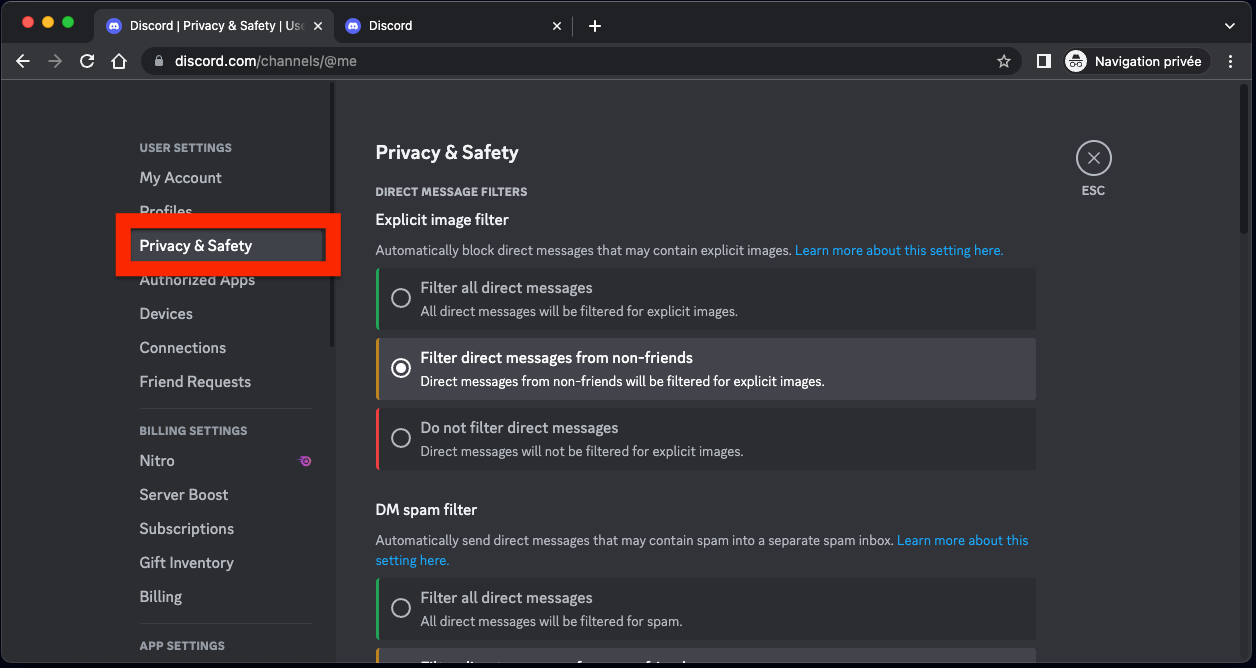 Discord | Privacy & Safety | Use
Discord
discord.com/channels/@me
Navigation privée
USER SETTINGS
My Account
Profiles
Privacy & Safety
Authorized Apps
Devices
Connections
Friend Requests
BILLING SETTINGS
Nitro
Server Boost
Subscriptions
Gift Inventory
Billing
APP SETTINGS
Privacy & Safety
ESC
DIRECT MESSAGE FILTERS
Explicit image filter
Automatically block direct messages that may contain explicit images. Learn more about this setting here.
Filter all direct messages
All direct messages will be filtered for explicit images.
Filter direct messages from non-friends
Direct messages from non-friends will be filtered for explicit images.
Do not filter direct messages
Direct messages will not be filtered for explicit images.
DM spam filter
Automatically send direct messages that may contain spam into a separate spam inbox. Learn more about this
setting here.
Filter all direct messages
All direct messages will be filtered for spam.